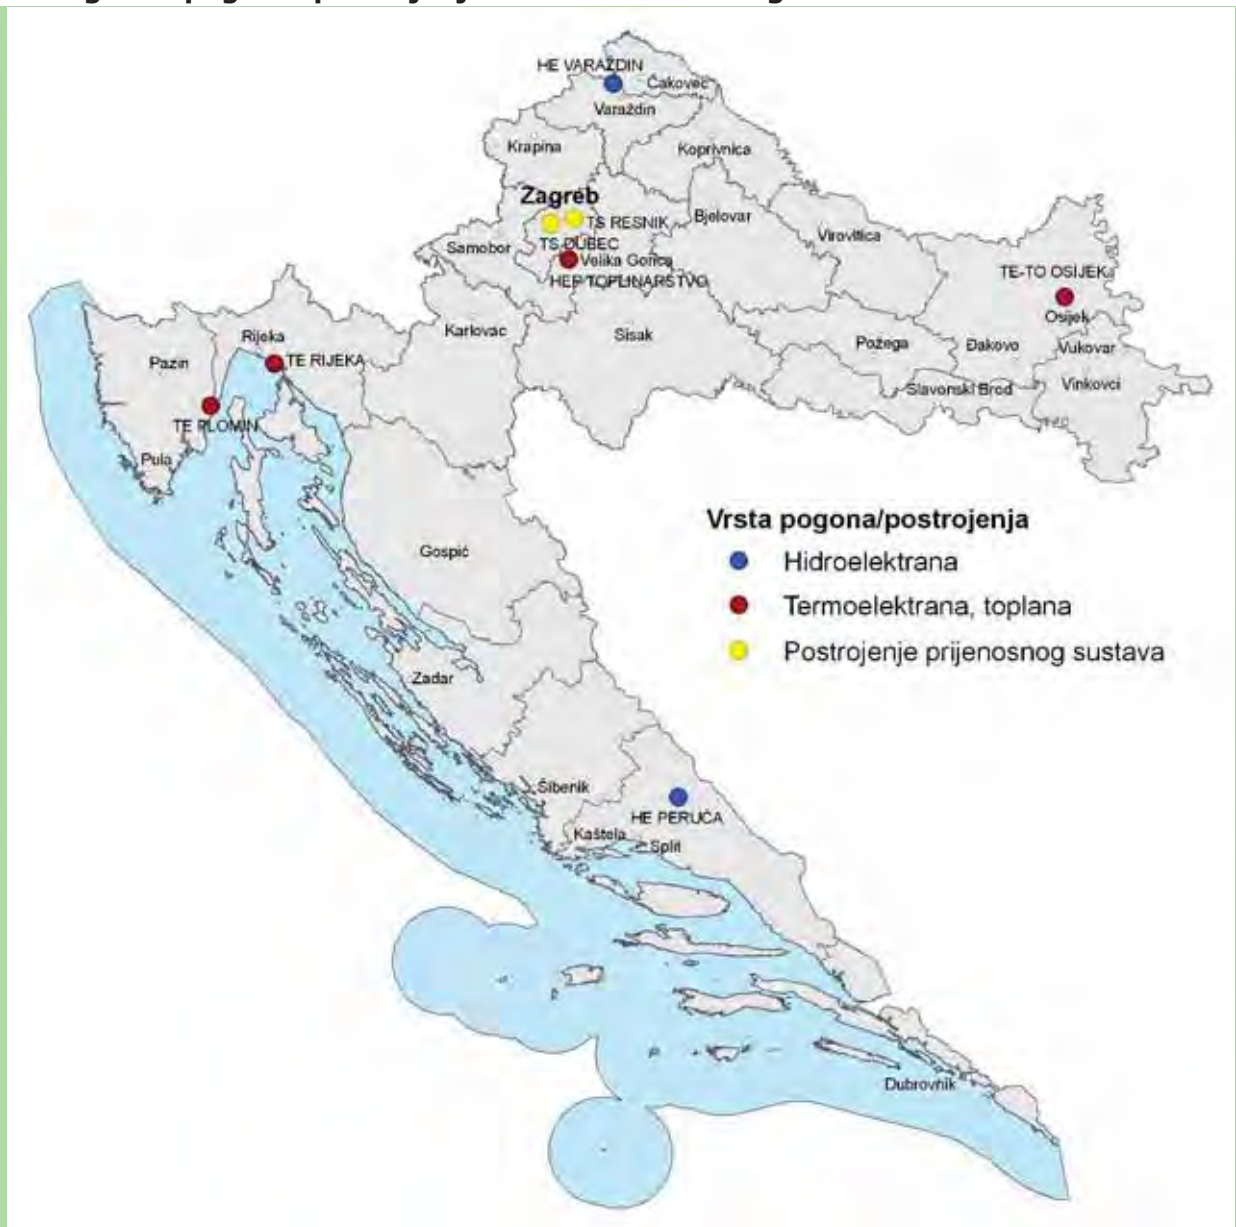 HE VARAŽDIN
Čakovec
Varaždin
Krapina
Koprivnica
Zagreb
TS RESNIK
Bjelovar
Virovitica
Samobor
TS DUBEC
Velika Gorica
HEP TOPLINARSTVO
TE-TO OSIJEK
Osijek
Rijeka
Karlovac
Sisak
Požega
Đakovo
Vukovar
Pazin
TE RIJEKA
Slavonski Brod
Vinkovci
TE PLOMIN
Pula
Vrsta pogona/postrojenja
Gospić
Hidroelektrana
Termoelektrana, toplana
Postrojenje prijenosnog sustava
Zadar
Šibenik
HE PERUĆA
Kaštela
Split
Dubrovnik